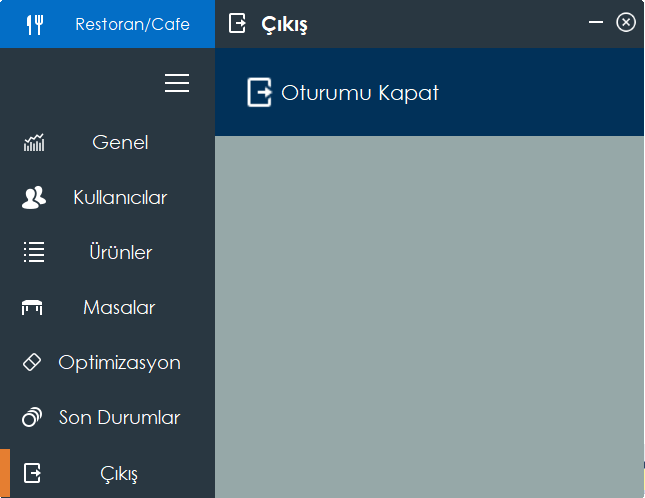 Restoran/Cafe
Çıkış
Oturumu Kapat
Genel
Kullanıcılar
Ürünler
Masalar
Optimizasyon
Son Durumlar
Çıkış